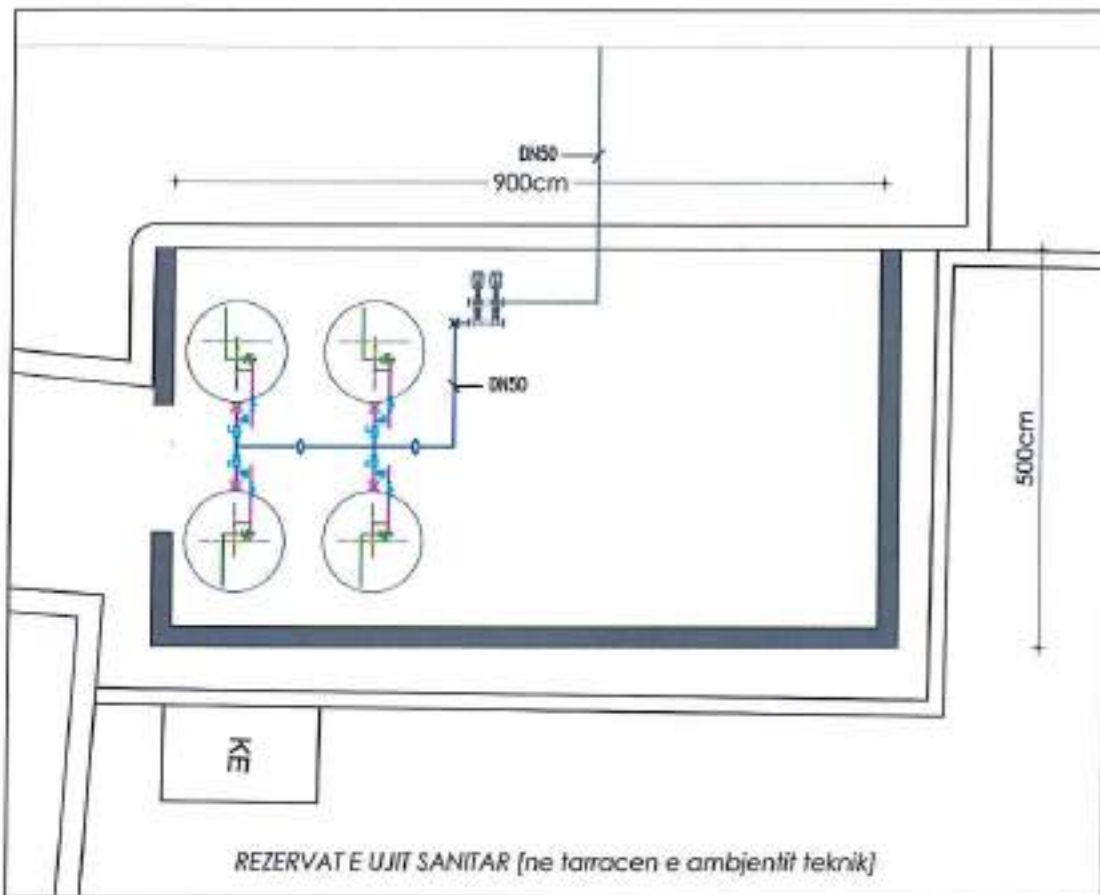 DN50
900cm
DN50
500cm
KE
REZERVAT E UJIT SANITAR [ne tarracen e ambjentit teknik]